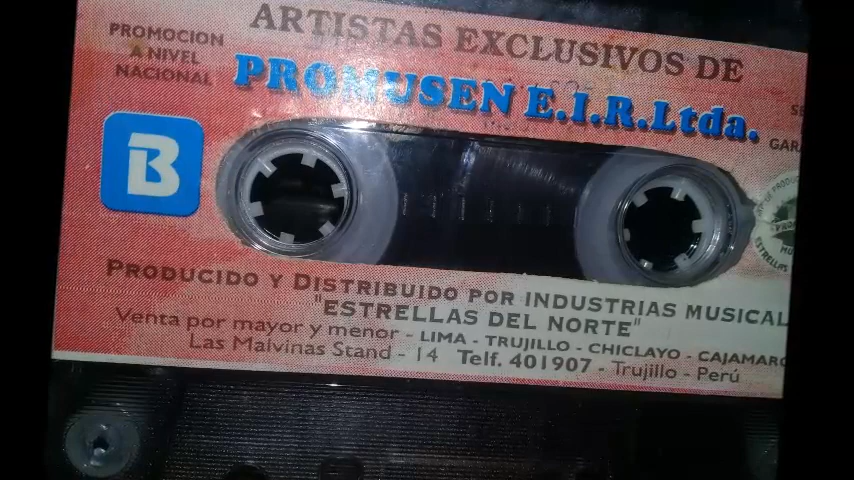 ARTISTAS EXCLUSIVOS DE
PROMOCION
A NIVEL
NACIONAL
PROMUSEN E.I.R.Ltda.
B
PRODUCIDO Y DISTRIBUIDO POR INDUSTRIAS MUSICAL
"ESTRELLAS DEL NORTE"
Venta por mayor y menor - LIMA - TRUJILLO - CHICLAYO - CAJAMARC
Las Malvinas Stand - 14 Telf. 401907 - Trujillo - Perú